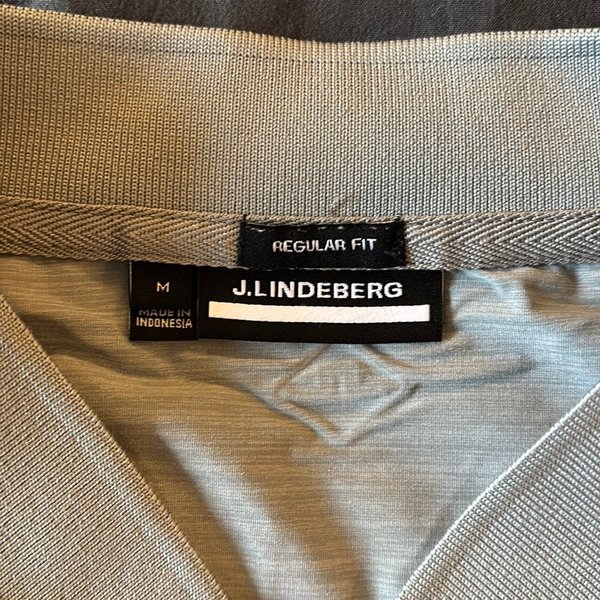 REGULAR FIT
M
MADE IN
INDONESIA
J.LINDEBERG